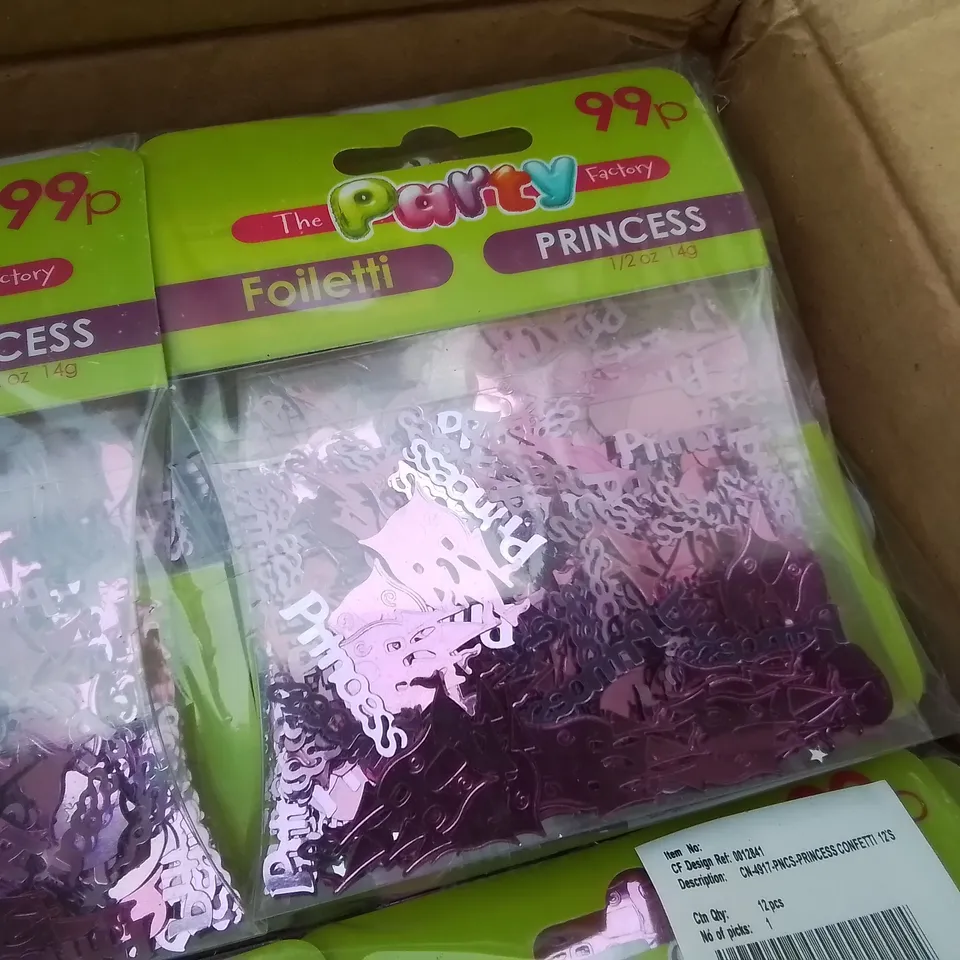 99p
ctory
CESS
oz 14g
99p
The Party Factory
Foiletti
PRINCESS
1/2 oz 14g
Princess
Princess
Princess
Item No:
CF Design Ref: 0012841
Description: CN-4917-PNCS-PRINCESS CONFETTI 12'S
Ctn Qty: 12 pcs
No of picks: 1